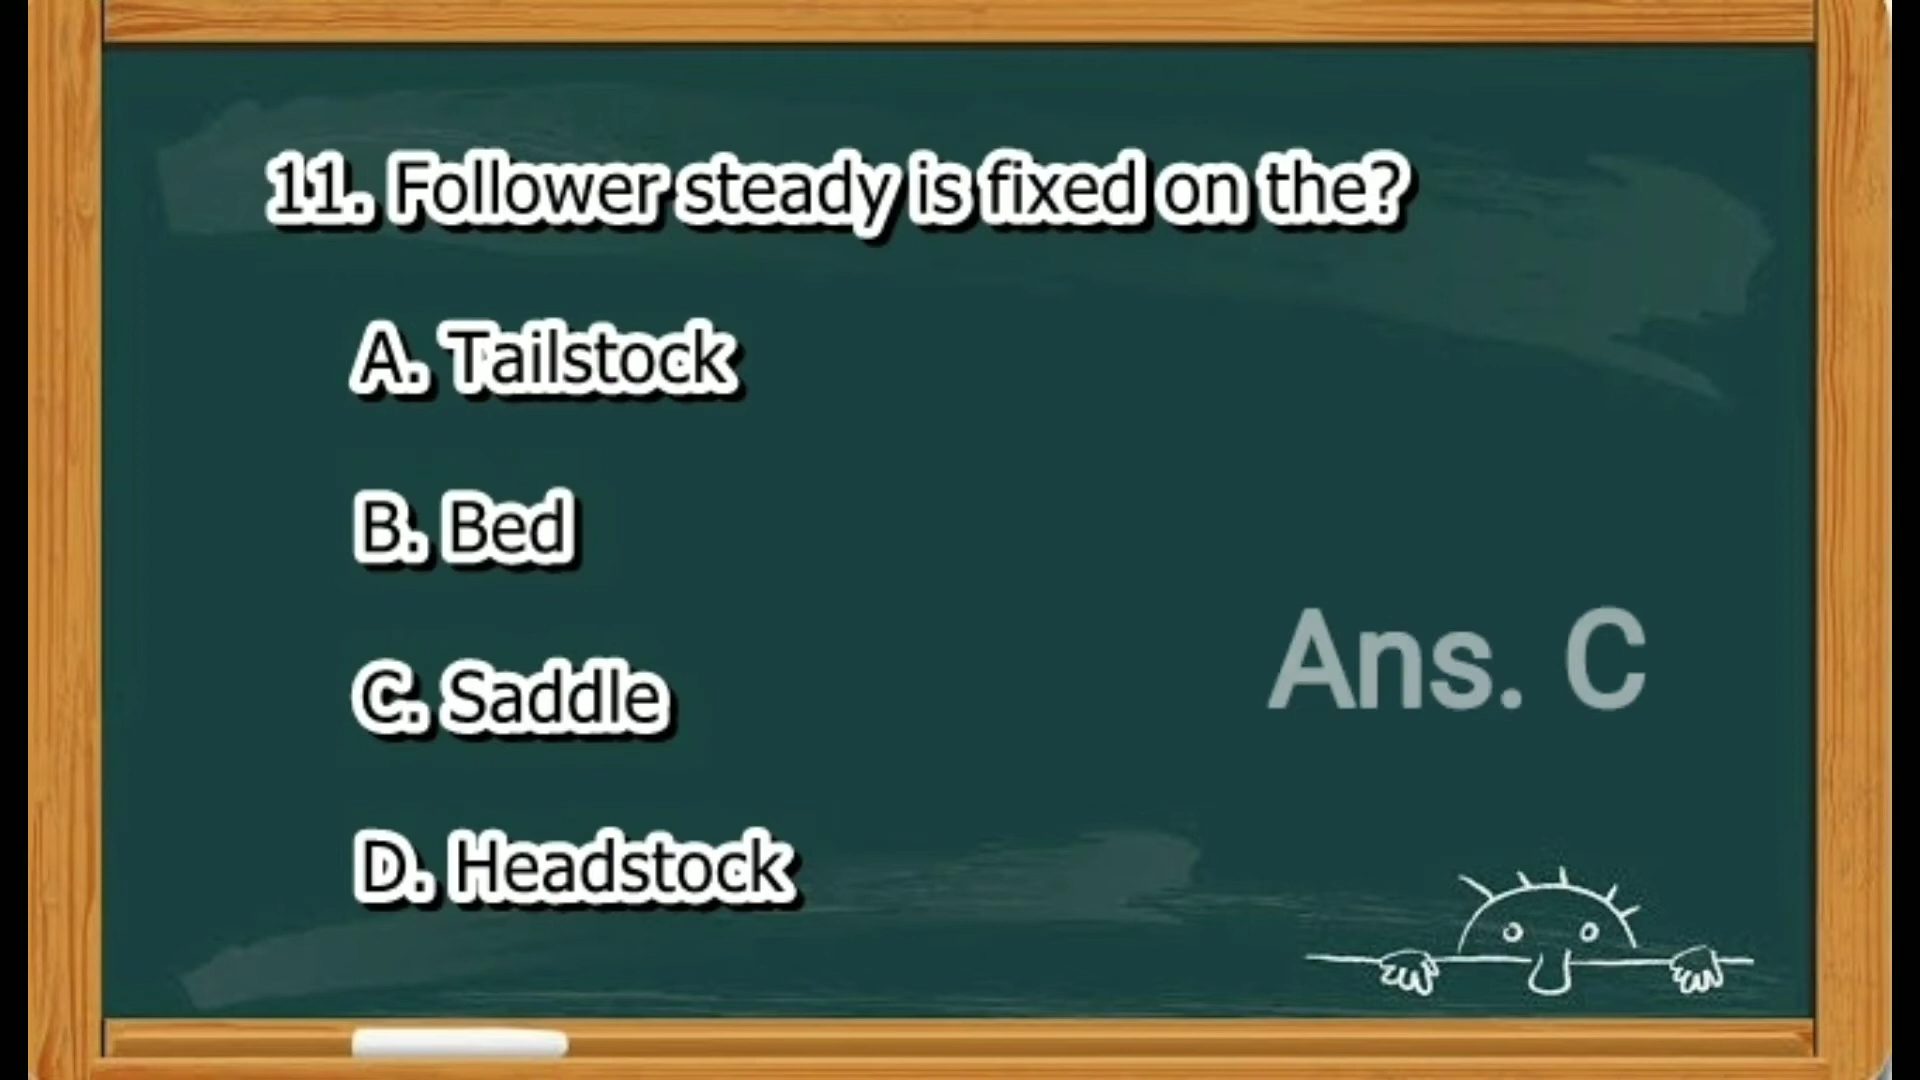 11. Follower steady is fixed on the?
A. Tailstock
B. Bed
C. Saddle
Ans. C
D. Headstock